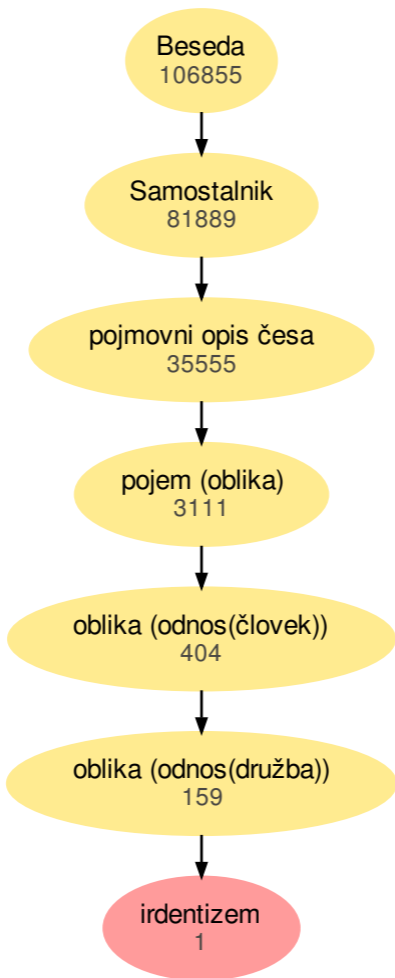 Beseda
106855
Samostalnik
81889
pojmovni opis česa
35555
pojem (oblika)
3111
oblika (odnos(človek))
404
oblika (odnos(družba))
159
irdentizem
1